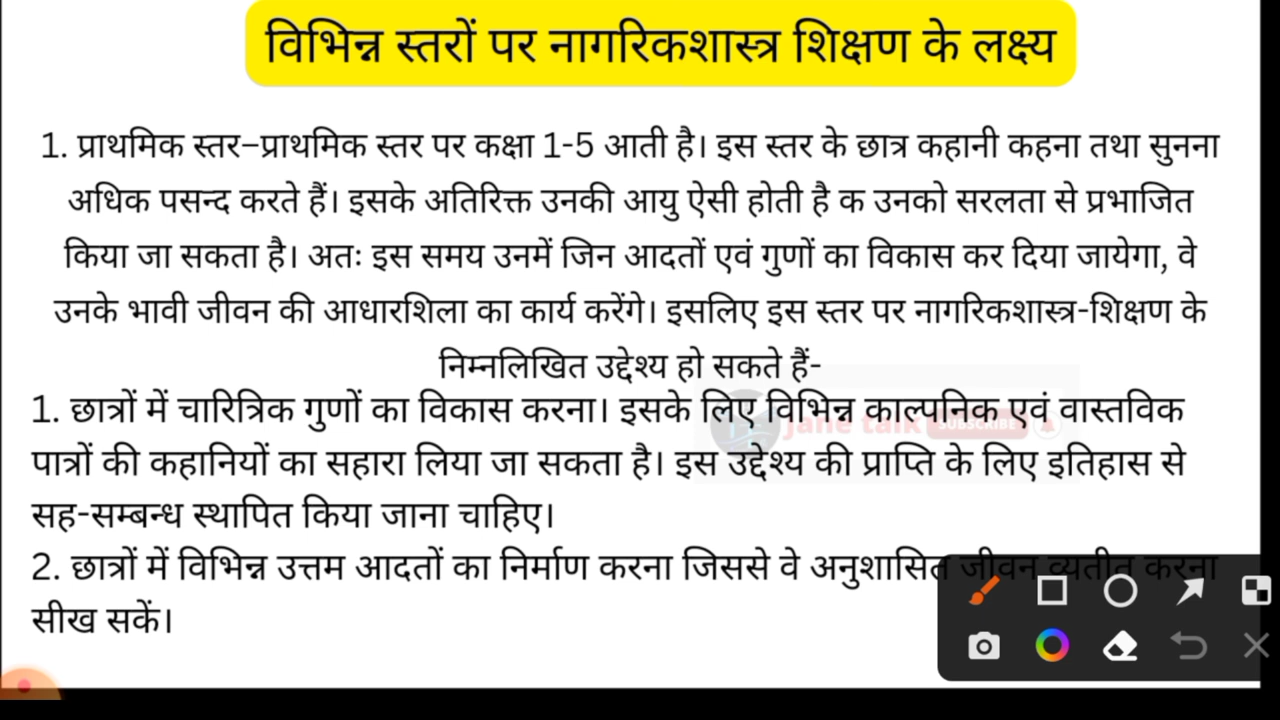 विभिन्न स्तरों पर नागरिकशास्त्र शिक्षण के लक्ष्य
1. प्राथमिक स्तर–प्राथमिक स्तर पर कक्षा 1-5 आती है। इस स्तर के छात्र कहानी कहना तथा सुनना
अधिक पसन्द करते हैं। इसके अतिरिक्त उनकी आयु ऐसी होती है क उनको सरलता से प्रभाजित
किया जा सकता है। अतः इस समय उनमें जिन आदतों एवं गुणों का विकास कर दिया जायेगा, वे
उनके भावी जीवन की आधारशिला का कार्य करेंगे। इसलिए इस स्तर पर नागरिकशास्त्र-शिक्षण के
निम्नलिखित उद्देश्य हो सकते हैं-
1. छात्रों में चारित्रिक गुणों का विकास करना। इसके लिए विभिन्न काल्पनिक एवं वास्तविक
jane talk SUBSCRIBE
पात्रों की कहानियों का सहारा लिया जा सकता है। इस उद्देश्य की प्राप्ति के लिए इतिहास से
सह-सम्बन्ध स्थापित किया जाना चाहिए।
2. छात्रों में विभिन्न उत्तम आदतों का निर्माण करना जिससे वे अनुशासित जीवन व्यतीत करना
सीख सकें।